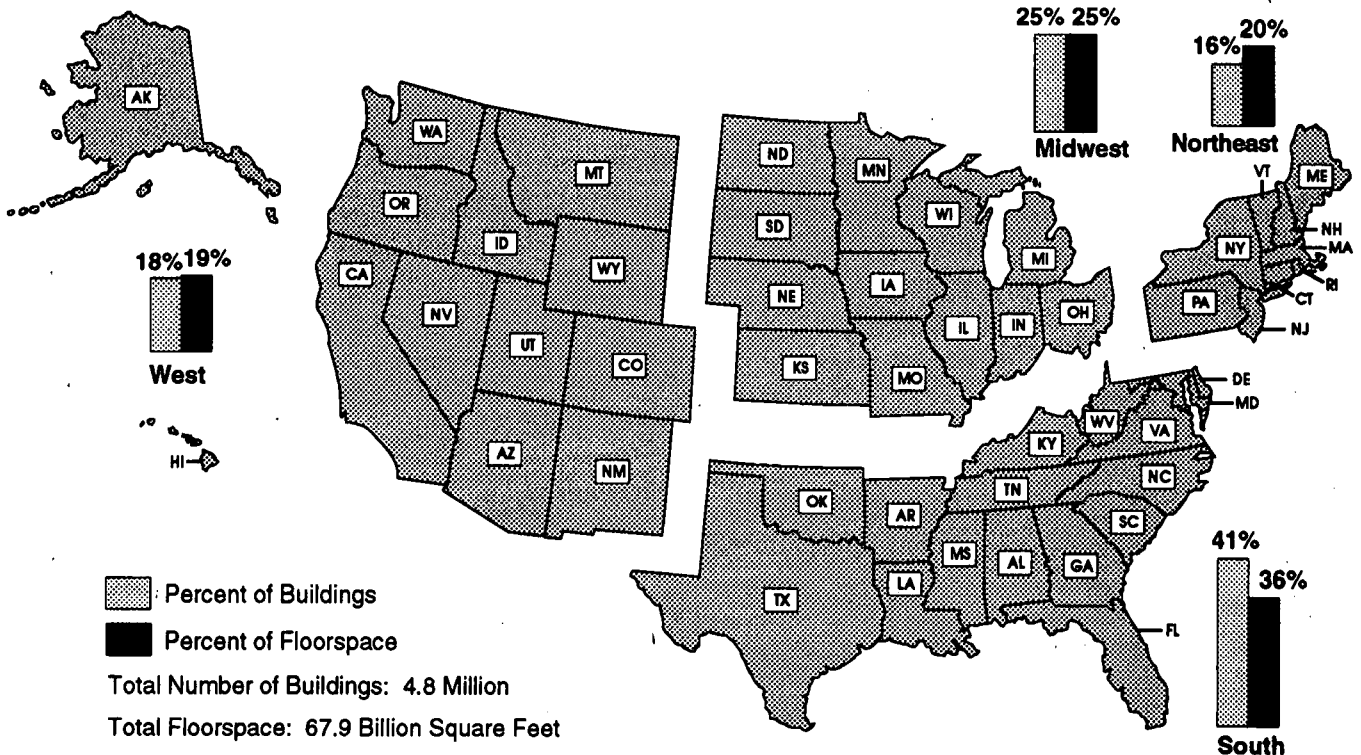 25% 25%
Midwest
16%
20%
Northeast
AK
WA
MT
OR
ID
WY
CA
NV
UT
CO
AZ
NM
18% 19%
West
HI
ND
MN
SD
WI
MI
NE
IA
IL
IN
OH
KS
MO
VT
ME
NH
NY
MA
RI
CT
PA
NJ
DE
MD
WV
VA
KY
NC
TN
SC
OK
AR
MS
AL
GA
LA
TX
FL
41%
36%
South
Percent of Buildings
Percent of Floorspace
Total Number of Buildings: 4.8 Million
Total Floorspace: 67.9 Billion Square Feet